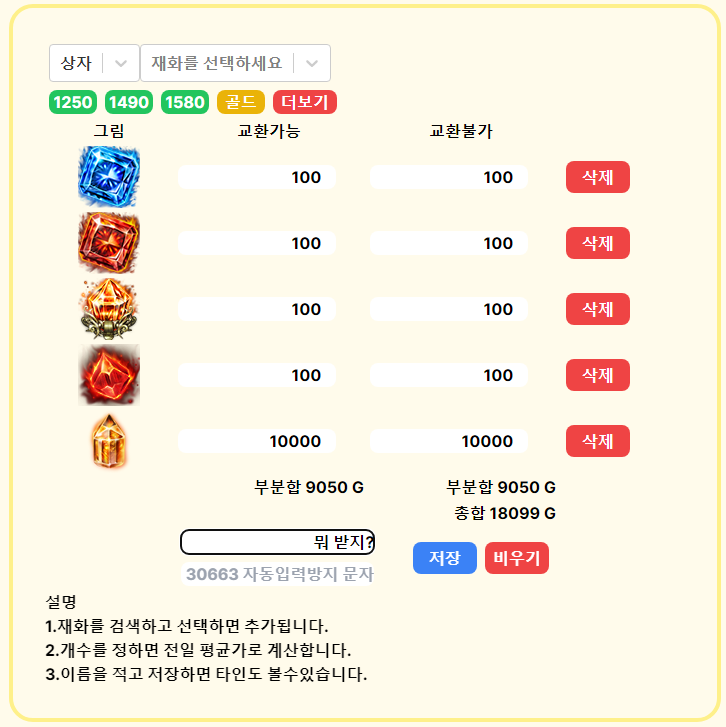 상자 재화를 선택하세요
1250 1490 1580 골드 더보기
그림 교환가능 교환불가
100 100 삭제
100 100 삭제
100 100 삭제
100 100 삭제
10000 10000 삭제
부분합 9050 G 부분합 9050 G
총합 18099 G
뭐 받지? 저장 비우기
30663 자동입력방지 문자
설명
1.재화를 검색하고 선택하면 추가됩니다.
2.개수를 정하면 전일 평균가로 계산합니다.
3.이름을 적고 저장하면 타인도 볼수있습니다.